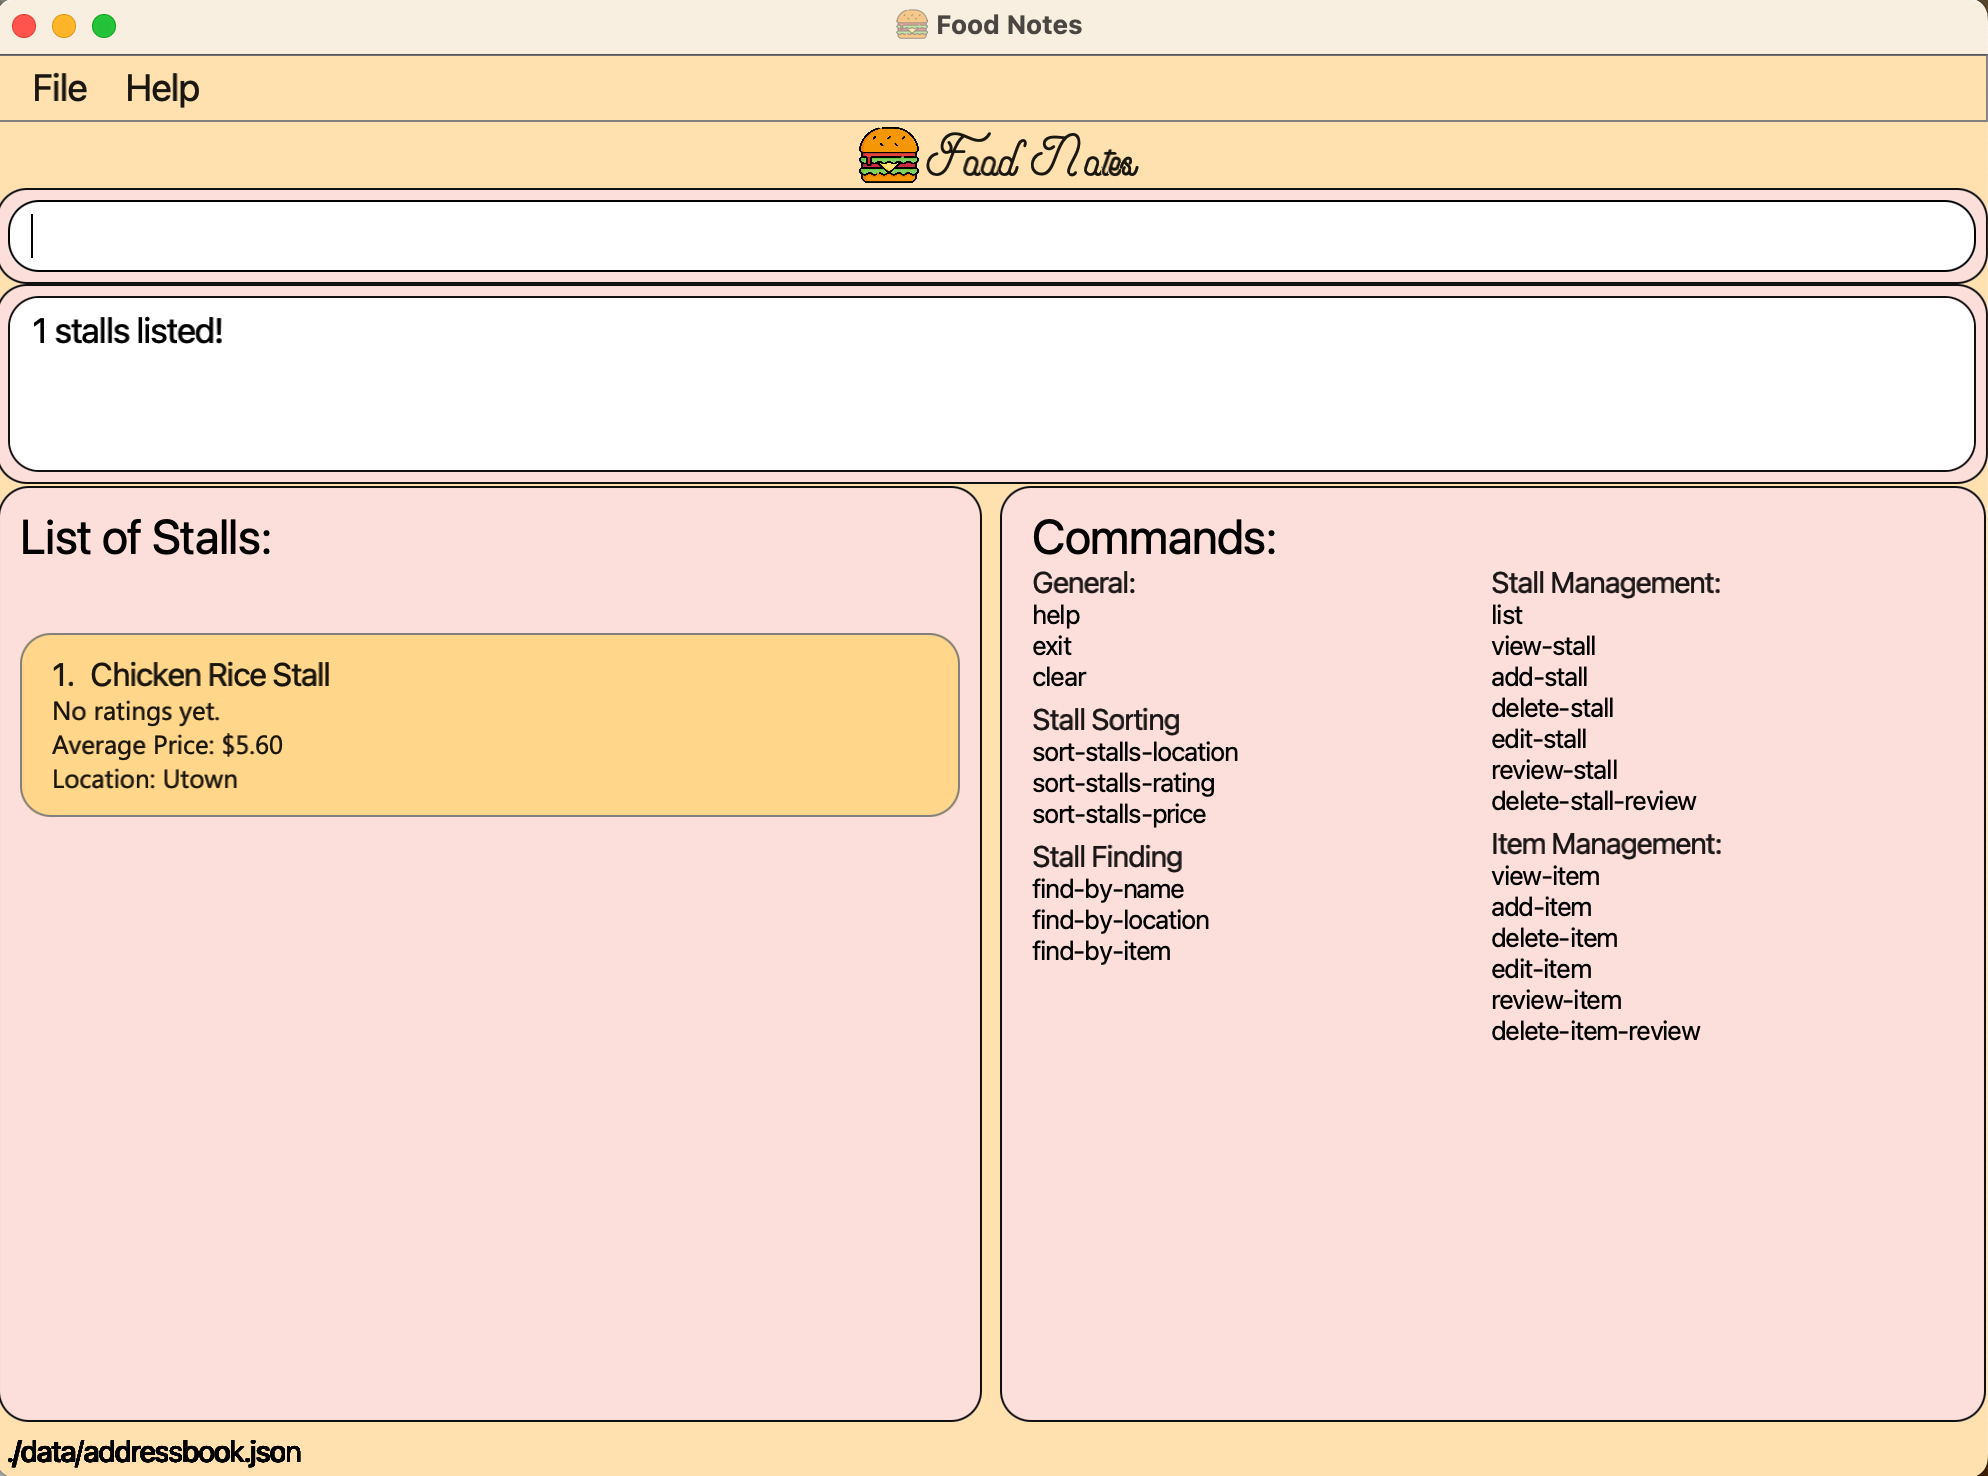 Food Notes
File Help
Food Notes
1 stalls listed!
List of Stalls:
1. Chicken Rice Stall
No ratings yet.
Average Price: $5.60
Location: Utown
Commands:
General:
help
exit
clear
Stall Sorting
sort-stalls-location
sort-stalls-rating
sort-stalls-price
Stall Finding
find-by-name
find-by-location
find-by-item
Stall Management:
list
view-stall
add-stall
delete-stall
edit-stall
review-stall
delete-stall-review
Item Management:
view-item
add-item
delete-item
edit-item
review-item
delete-item-review
./data/addressbook.json